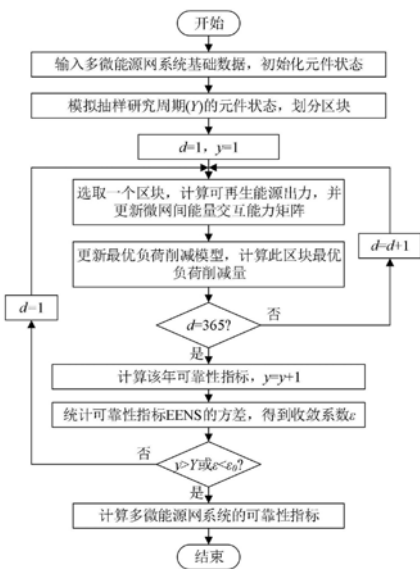 开始
输入多微能源网系统基础数据，初始化元件状态
模拟抽样研究周期(Y)的元件状态，划分区块
d=1，y=1
选取一个区块，计算可再生能源出力，并
更新微网间能量交互能力矩阵
d=d+1
更新最优负荷削减模型，计算此区块最优
负荷削减量
d=1
否
d=365?
是
计算该年可靠性指标，y=y+1
统计可靠性指标EENS的方差，得到收敛系数ε
否
y>Y或ε<ε₀?
是
计算多微能源网系统的可靠性指标
结束